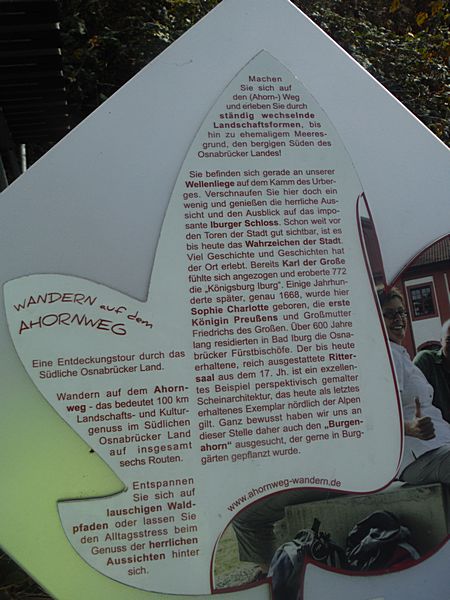 Machen
Sie sich auf
den (Ahorn-) Weg
und erleben Sie durch
ständig wechselnde
Landschaftsformen, bis
hin zu ehemaligem Meeres-
grund, den bergigen Süden des
Osnabrücker Landes!
Sie befinden sich gerade an unserer
Wellenliege auf dem Kamm des Urber-
ges. Verschnaufen Sie hier doch ein
wenig und genießen die herrliche Aus-
sicht und den Ausblick auf das impo-
sante Iburger Schloss. Schon weit vor
den Toren der Stadt gut sichtbar, ist es
bis heute das Wahrzeichen der Stadt.
Viel Geschichte und Geschichten hat
der Ort erlebt. Bereits Karl der Große
fühlte sich angezogen und eroberte 772
die „Königsburg Iburg". Einige Jahrhun-
derte später, genau 1668, wurde hier
Sophie Charlotte geboren, die erste
Königin Preußens und Großmutter
Friedrichs des Großen. Über 600 Jahre
lang residierten in Bad Iburg die Osna-
brücker Fürstbischöfe. Der bis heute
erhaltene, reich ausgestattete Ritter-
saal aus dem 17. Jh. ist ein exzellen-
tes Beispiel perspektivisch gemalter
Scheinarchitektur, das heute als letztes
erhaltenes Exemplar nördlich der Alpen
gilt. Ganz bewusst haben wir uns an
dieser Stelle daher auch den „Burgen-
ahorn" ausgesucht, der gerne in Burg-
gärten gepflanzt wurde.
WANDERN auf dem
AHORNWEG
Eine Entdeckungstour durch das
Südliche Osnabrücker Land.
Wandern auf dem Ahorn-
weg - das bedeutet 100 km
Landschafts- und Kultur-
genuss im Südlichen
Osnabrücker Land
auf insgesamt
sechs Routen.
Entspannen
Sie sich auf
lauschigen Wald-
pfaden oder lassen Sie
den Alltagsstress beim
Genuss der herrlichen
Aussichten hinter
sich.
www.ahornweg-wandern.de